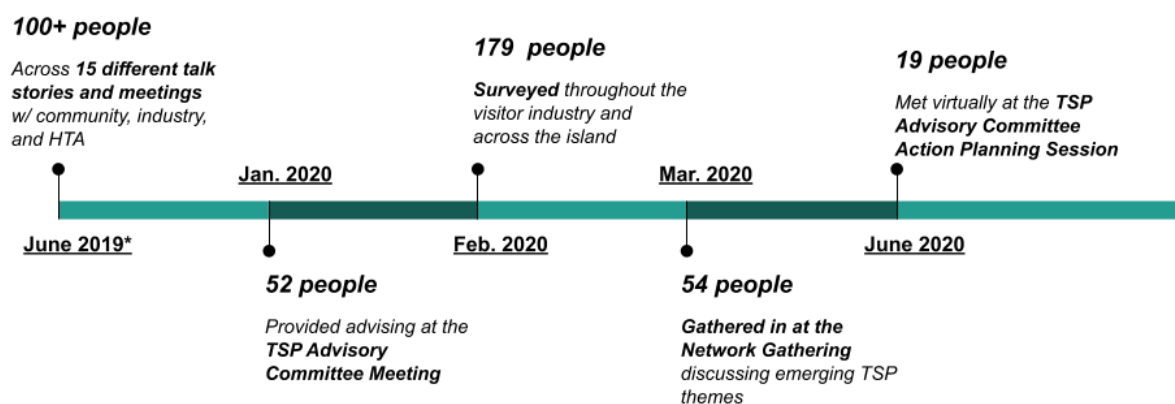 100+ people
Across 15 different talk
stories and meetings
w/ community, industry,
and HTA
June 2019*
Jan. 2020
52 people
Provided advising at the
TSP Advisory
Committee Meeting
179 people
Surveyed throughout the
visitor industry and
across the island
Feb. 2020
Mar. 2020
54 people
Gathered in at the
Network Gathering
discussing emerging TSP
themes
19 people
Met virtually at the TSP
Advisory Committee
Action Planning Session
June 2020